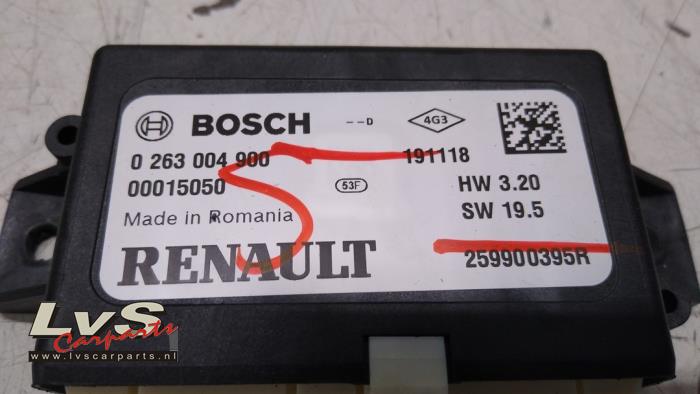 BOSCH
--D
4G3
0 263 004 900
191118
00015050
53F
HW 3.20
Made in Romania
SW 19.5
RENAULT
259900395R
LvS
Carparts
www.lvscarparts.nl